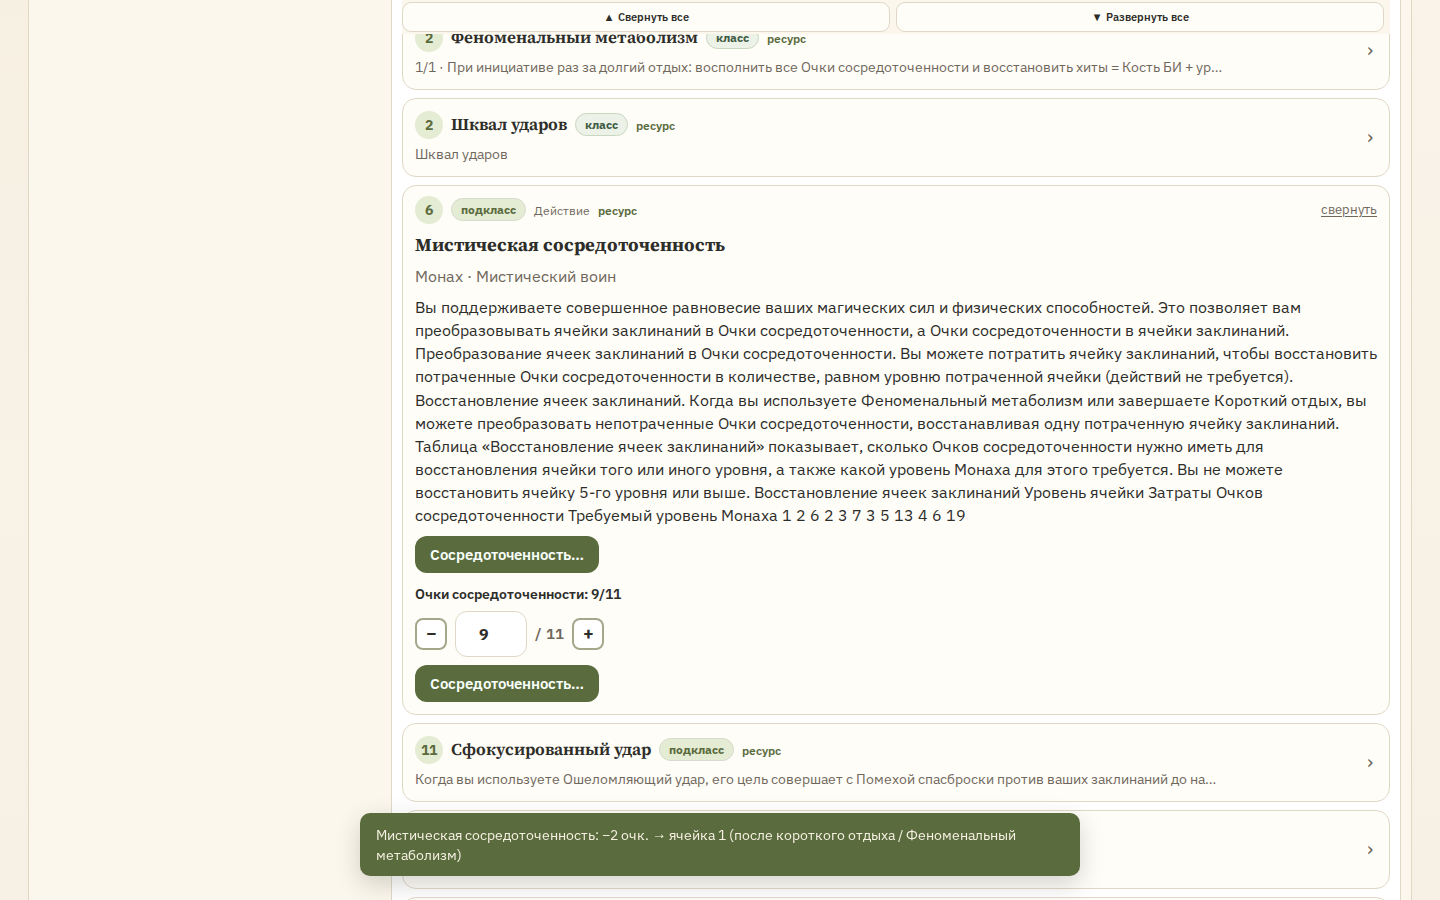 ▲ Свернуть все
▼ Развернуть все
2 Феноменальный метаболизм класс ресурс
1/1 · При инициативе раз за долгий отдых: восполнить все Очки сосредоточенности и восстановить хиты = Кость БИ + ур…
2 Шквал ударов класс ресурс
Шквал ударов
6 подкласс Действие ресурс свернуть
Мистическая сосредоточенность
Монах · Мистический воин
Вы поддерживаете совершенное равновесие ваших магических сил и физических способностей. Это позволяет вам
преобразовывать ячейки заклинаний в Очки сосредоточенности, а Очки сосредоточенности в ячейки заклинаний.
Преобразование ячеек заклинаний в Очки сосредоточенности. Вы можете потратить ячейку заклинаний, чтобы восстановить
потраченные Очки сосредоточенности в количестве, равном уровню потраченной ячейки (действий не требуется).
Восстановление ячеек заклинаний. Когда вы используете Феноменальный метаболизм или завершаете Короткий отдых, вы
можете преобразовать непотраченные Очки сосредоточенности, восстанавливая одну потраченную ячейку заклинаний.
Таблица «Восстановление ячеек заклинаний» показывает, сколько Очков сосредоточенности нужно иметь для
восстановления ячейки того или иного уровня, а также какой уровень Монаха для этого требуется. Вы не можете
восстановить ячейку 5-го уровня или выше. Восстановление ячеек заклинаний Уровень ячейки Затраты Очков
сосредоточенности Требуемый уровень Монаха 1 2 6 2 3 7 3 5 13 4 6 19
Сосредоточенность…
Очки сосредоточенности: 9/11
− 9 / 11 +
Сосредоточенность…
11 Сфокусированный удар подкласс ресурс
Когда вы используете Ошеломляющий удар, его цель совершает с Помехой спасброски против ваших заклинаний до на…
Мистическая сосредоточенность: −2 очк. → ячейка 1 (после короткого отдыха / Феноменальный
метаболизм)